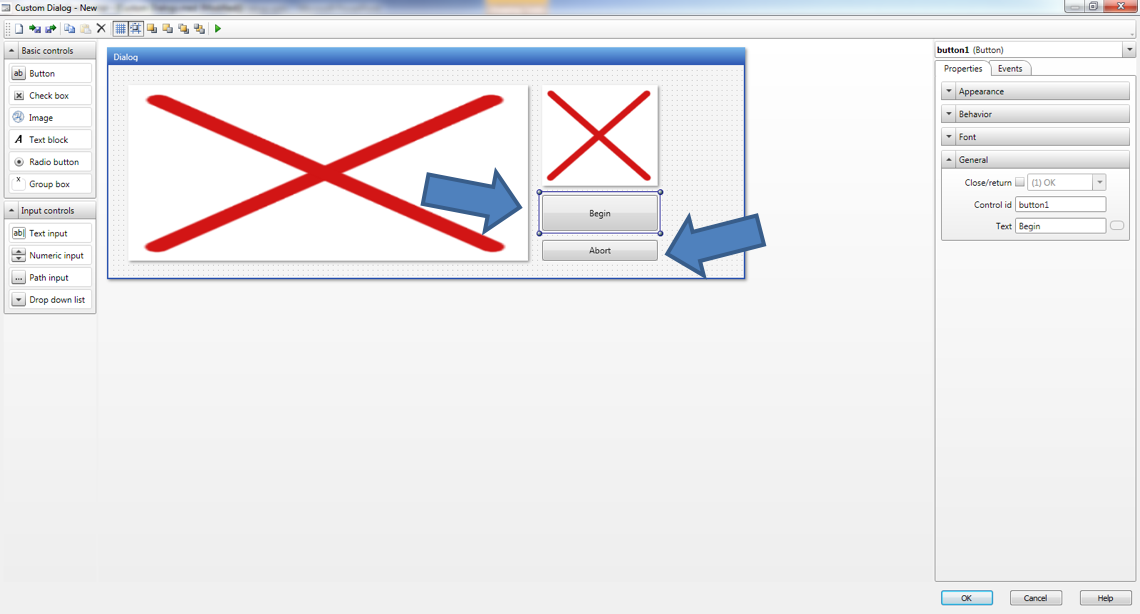 Custom Dialog - New
Basic controls
ab Button
Check box
Image
A Text block
Radio button
x Group box
Input controls
ab| Text input
Numeric input
... Path input
Drop down list
Dialog
Begin
Abort
button1 (Button)
Properties Events
Appearance
Behavior
Font
General
Close/return (1) OK
Control id button1
Text Begin
OK Cancel Help